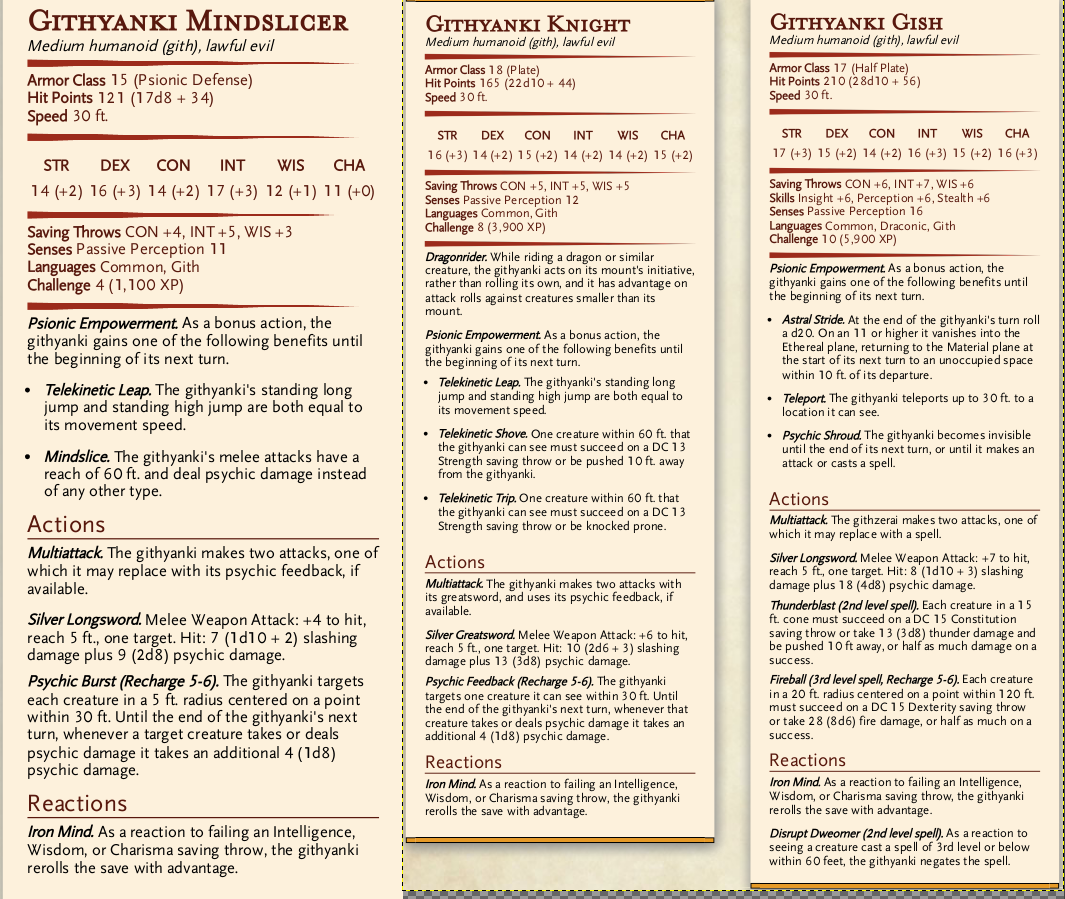 GITHYANKI MINDSLICER
Medium humanoid (gith), lawful evil
Armor Class 15 (Psionic Defense)
Hit Points 121 (17d8 + 34)
Speed 30 ft.
STR DEX CON INT WIS CHA
14 (+2) 16 (+3) 14 (+2) 17 (+3) 12 (+1) 11 (+0)
Saving Throws CON +4, INT +5, WIS +3
Senses Passive Perception 11
Languages Common, Gith
Challenge 4 (1,100 XP)
Psionic Empowerment. As a bonus action, the
githyanki gains one of the following benefits until
the beginning of its next turn.
• Telekinetic Leap. The githyanki's standing long
jump and standing high jump are both equal to
its movement speed.
• Mindslice. The githyanki's melee attacks have a
reach of 60 ft. and deal psychic damage instead
of any other type.
Actions
Multiattack. The githyanki makes two attacks, one of
which it may replace with its psychic feedback, if
available.
Silver Longsword. Melee Weapon Attack: +4 to hit,
reach 5 ft., one target. Hit: 7 (1d10 + 2) slashing
damage plus 9 (2d8) psychic damage.
Psychic Burst (Recharge 5-6). The githyanki targets
each creature in a 5 ft. radius centered on a point
within 30 ft. Until the end of the githyanki's next
turn, whenever a target creature takes or deals
psychic damage it takes an additional 4 (1d8)
psychic damage.
Reactions
Iron Mind. As a reaction to failing an Intelligence,
Wisdom, or Charisma saving throw, the githyanki
rerolls the save with advantage.
GITHYANKI KNIGHT
Medium humanoid (gith), lawful evil
Armor Class 18 (Plate)
Hit Points 165 (22d10 + 44)
Speed 30 ft.
STR DEX CON INT WIS CHA
16 (+3) 14 (+2) 15 (+2) 14 (+2) 14 (+2) 15 (+2)
Saving Throws CON +5, INT +5, WIS +5
Senses Passive Perception 12
Languages Common, Gith
Challenge 8 (3,900 XP)
Dragonrider. While riding a dragon or similar
creature, the githyanki acts on its mount's initiative,
rather than rolling its own, and it has advantage on
attack rolls against creatures smaller than its
mount.
Psionic Empowerment. As a bonus action, the
githyanki gains one of the following benefits until
the beginning of its next turn.
• Telekinetic Leap. The githyanki's standing long
jump and standing high jump are both equal to
its movement speed.
• Telekinetic Shove. One creature within 60 ft. that
the githyanki can see must succeed on a DC 13
Strength saving throw or be pushed 10 ft. away
from the githyanki.
• Telekinetic Trip. One creature within 60 ft. that
the githyanki can see must succeed on a DC 13
Strength saving throw or be knocked prone.
Actions
Multiattack. The githyanki makes two attacks with
its greatsword, and uses its psychic feedback, if
available.
Silver Greatsword. Melee Weapon Attack: +6 to hit,
reach 5 ft., one target. Hit: 10 (2d6 + 3) slashing
damage plus 13 (3d8) psychic damage.
Psychic Feedback (Recharge 5-6). The githyanki
targets one creature it can see within 30 ft. Until
the end of the githyanki's next turn, whenever that
creature takes or deals psychic damage it takes an
additional 4 (1d8) psychic damage.
Reactions
Iron Mind. As a reaction to failing an Intelligence,
Wisdom, or Charisma saving throw, the githyanki
rerolls the save with advantage.
GITHYANKI GISH
Medium humanoid (gith), lawful evil
Armor Class 17 (Half Plate)
Hit Points 210 (28d10 + 56)
Speed 30 ft.
STR DEX CON INT WIS CHA
17 (+3) 15 (+2) 14 (+2) 16 (+3) 15 (+2) 16 (+3)
Saving Throws CON +6, INT +7, WIS +6
Skills Insight +6, Perception +6, Stealth +6
Senses Passive Perception 16
Languages Common, Draconic, Gith
Challenge 10 (5,900 XP)
Psionic Empowerment. As a bonus action, the
githyanki gains one of the following benefits until
the beginning of its next turn.
• Astral Stride. At the end of the githyanki's turn roll
a d20. On an 11 or higher it vanishes into the
Ethereal plane, returning to the Material plane at
the start of its next turn to an unoccupied space
within 10 ft. of its departure.
• Teleport. The githyanki teleports up to 30 ft. to a
location it can see.
• Psychic Shroud. The githyanki becomes invisible
until the end of its next turn, or until it makes an
attack or casts a spell.
Actions
Multiattack. The githzerai makes two attacks, one of
which it may replace with a spell.
Silver Longsword. Melee Weapon Attack: +7 to hit,
reach 5 ft., one target. Hit: 8 (1d10 + 3) slashing
damage plus 18 (4d8) psychic damage.
Thunderblast (2nd level spell). Each creature in a 15
ft. cone must succeed on a DC 15 Constitution
saving throw or take 13 (3d8) thunder damage and
be pushed 10 ft away, or half as much damage on a
success.
Fireball (3rd level spell, Recharge 5-6). Each creature
in a 20 ft. radius centered on a point within 120 ft.
must succeed on a DC 15 Dexterity saving throw
or take 28 (8d6) fire damage, or half as much on a
success.
Reactions
Iron Mind. As a reaction to failing an Intelligence,
Wisdom, or Charisma saving throw, the githyanki
rerolls the save with advantage.
Disrupt Dweomer (2nd level spell). As a reaction to
seeing a creature cast a spell of 3rd level or below
within 60 feet, the githyanki negates the spell.